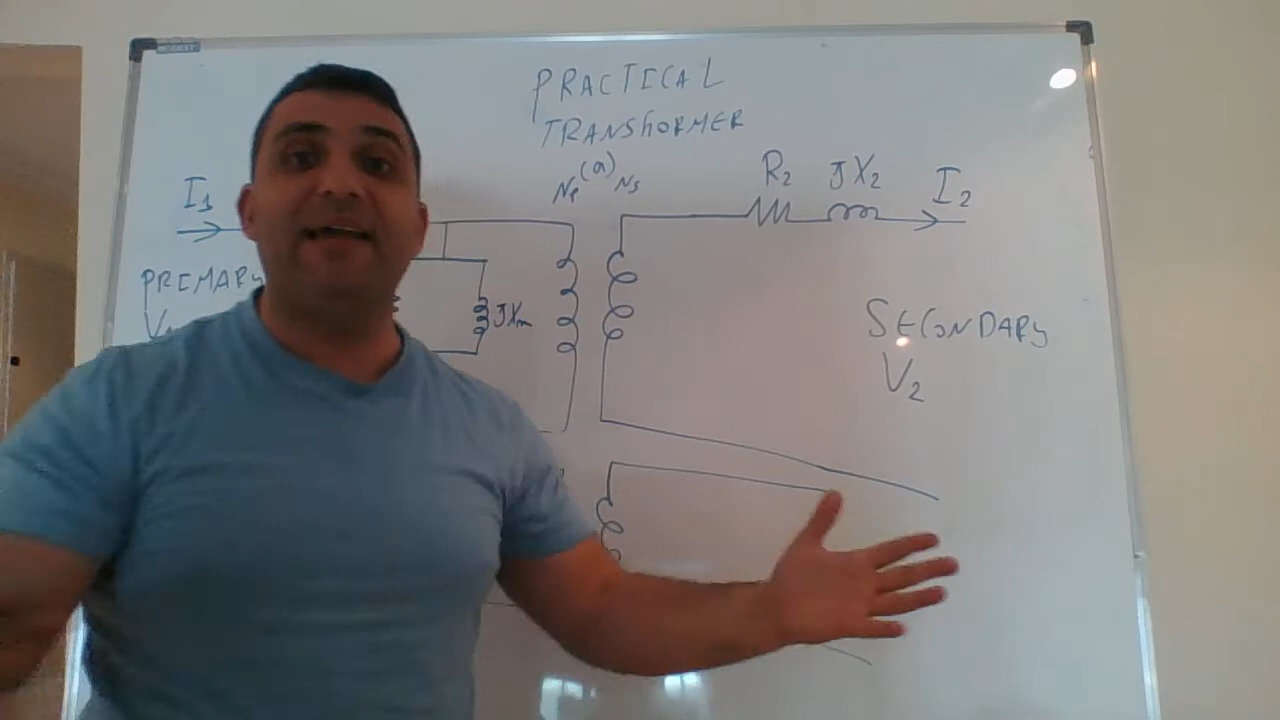 PRACTICAL
TRANSFORMER
(a)
Np Ns
R2 JX2 I2
I1
PREMARY
JXm
SECONDARY
V2